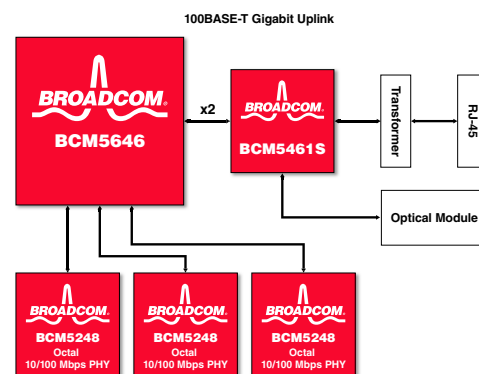 100BASE-T Gigabit Uplink
BROADCOM®
BCM5646
x2
BROADCOM®
BCM5461S
Transformer
RJ-45
Optical Module
BROADCOM®
BCM5248
Octal
10/100 Mbps PHY
BROADCOM®
BCM5248
Octal
10/100 Mbps PHY
BROADCOM®
BCM5248
Octal
10/100 Mbps PHY